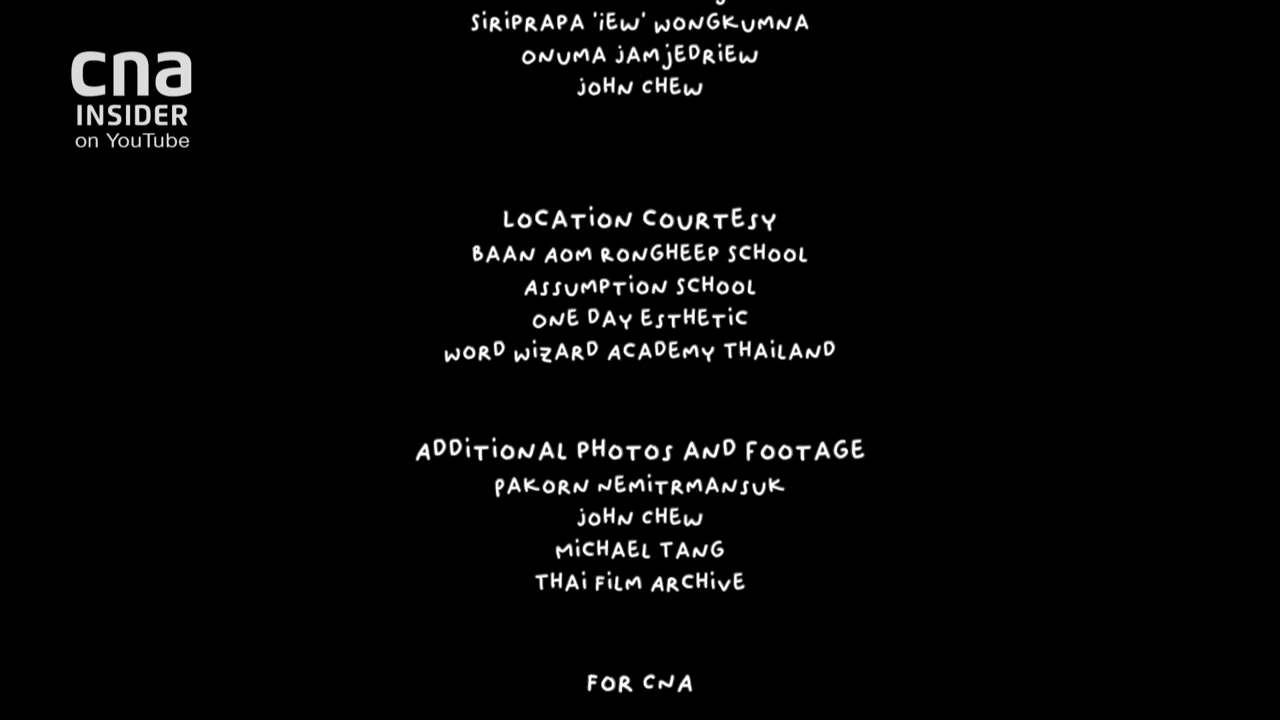 cna
INSIDER
on YouTube
SiRiPRAPA 'iEW' WONGKUMNA
ONUMA JAMJEDRiEW
JOHN CHEW
LOCATiON COURTESY
BAAN AOM RONGHEEP SCHOOL
ASSUMPTiON SCHOOL
ONE DAY ESTHETiC
WORD WiZARD ACADEMY THAiLAND
ADDiTiONAL PHOTOS AND FOOTAGE
PAKORN NEMiTRMANSUK
JOHN CHEW
MiCHAEL TANG
THAi FiLM ARCHiVE
FOR CNA